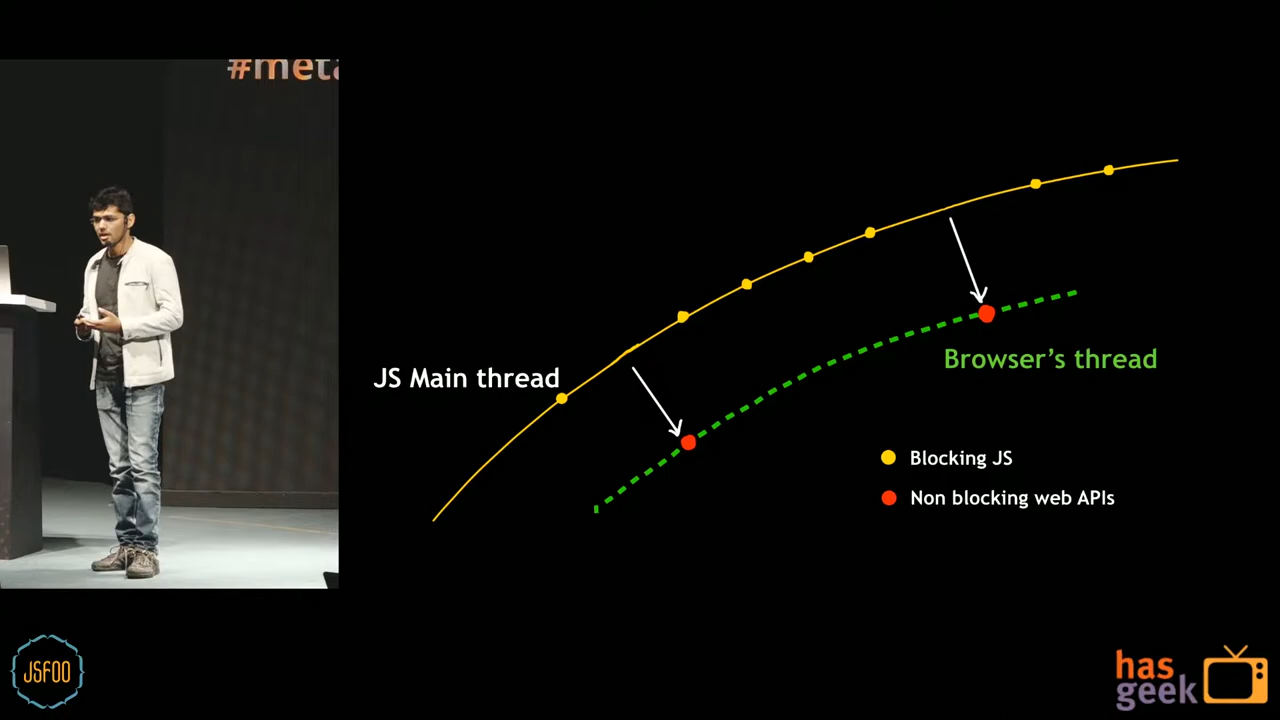 #meta
JS Main thread
Browser's thread
Blocking JS
Non blocking web APIs
JSFOO
has
geek